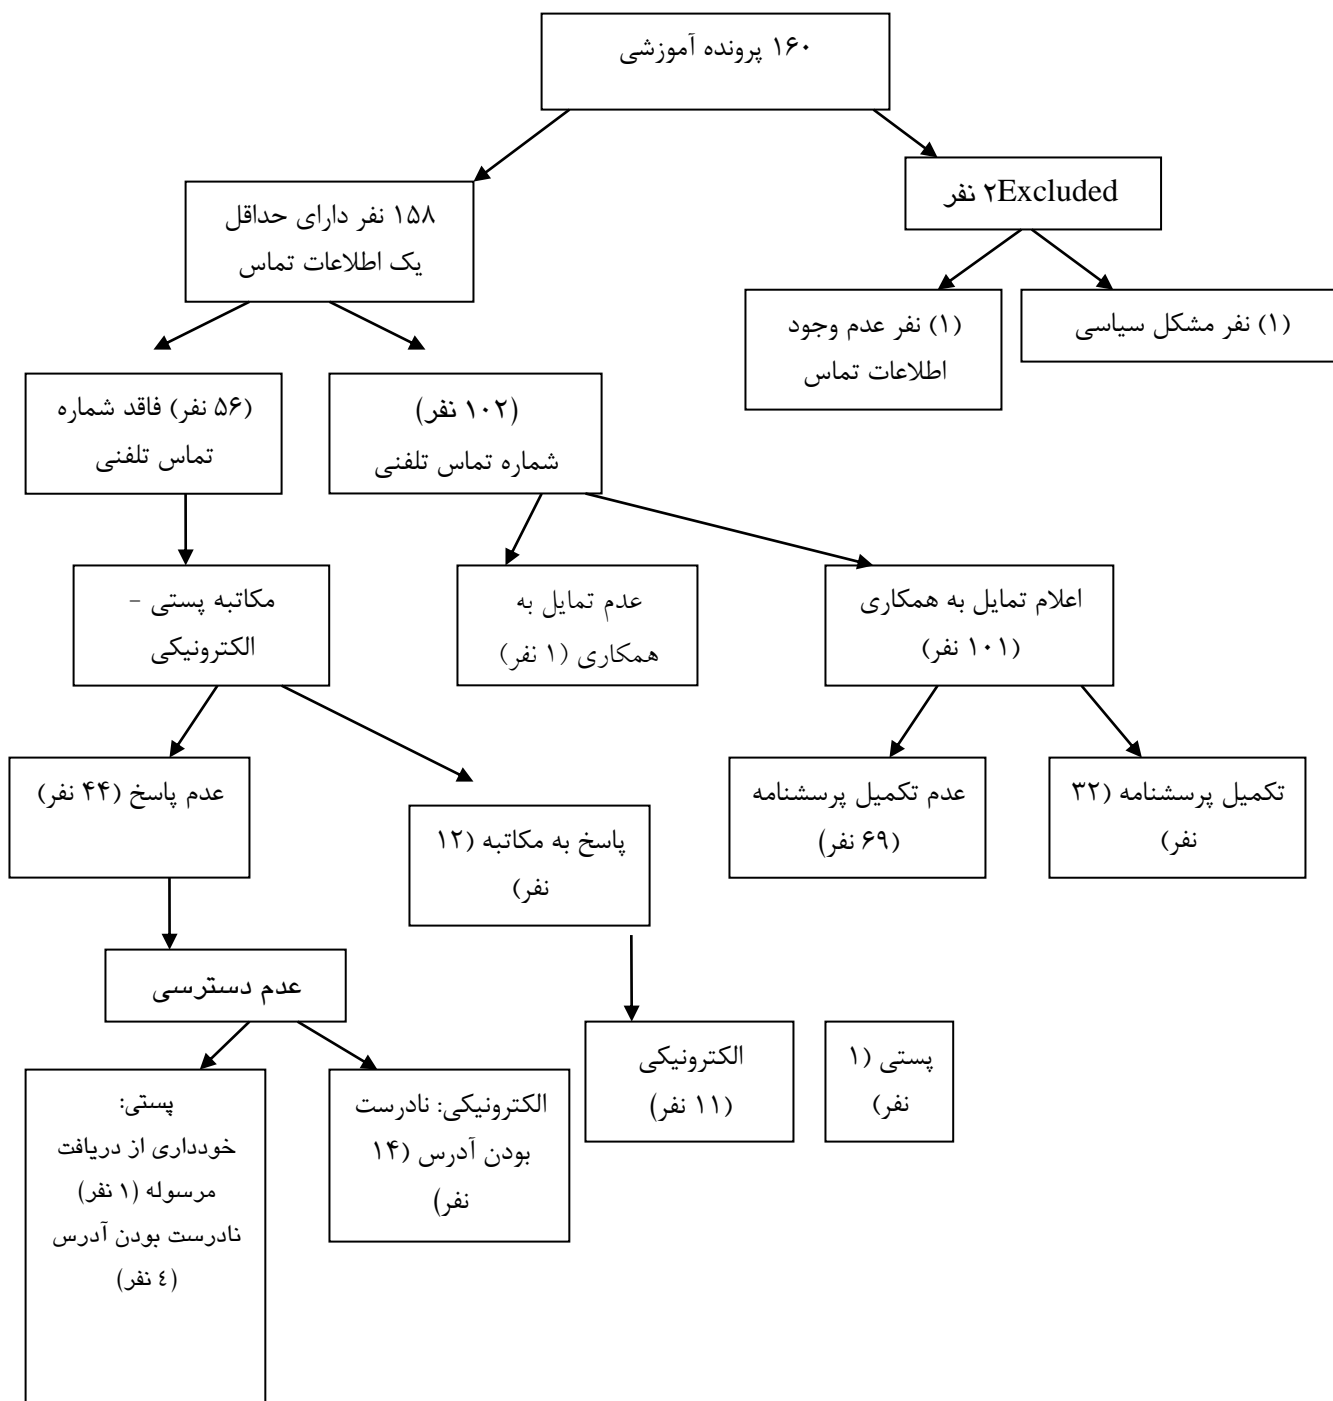 ۱۶۰ پرونده آموزشی
۲Excluded نفر
۱۵۸ نفر دارای حداقل
یک اطلاعات تماس
(۱) نفر مشکل سیاسی
(۱) نفر عدم وجود
اطلاعات تماس
(۱۰۲ نفر)
شماره تماس تلفنی
(۵۶ نفر) فاقد شماره
تماس تلفنی
اعلام تمایل به همکاری
(۱۰۱ نفر)
عدم تمایل به
همکاری (۱ نفر)
مکاتبه پستی -
الکترونیکی
تکمیل پرسشنامه (۳۲
نفر)
عدم تکمیل پرسشنامه
(۶۹ نفر)
پاسخ به مکاتبه (۱۲
نفر)
عدم پاسخ (۴۴ نفر)
عدم دسترسی
پستی (۱
نفر)
الکترونیکی
(۱۱ نفر)
الکترونیکی: نادرست
بودن آدرس (۱۴
نفر)
پستی:
خودداری از دریافت
مرسوله (۱ نفر)
نادرست بودن آدرس
(٤ نفر)